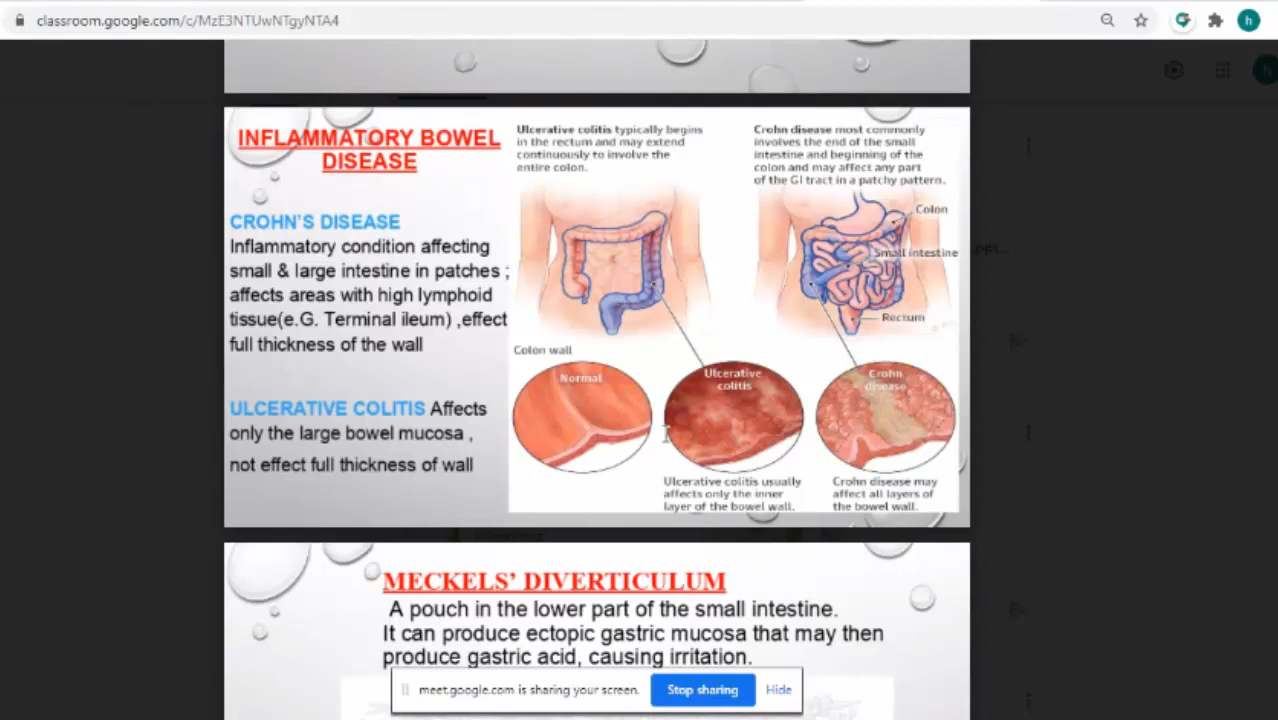 classroom.google.com/c/MzE3NTUwNTgyNTA4
h
h
INFLAMMATORY BOWEL
DISEASE
CROHN'S DISEASE
Inflammatory condition affecting
small & large intestine in patches ;
affects areas with high lymphoid
tissue(e.G. Terminal ileum) ,effect
full thickness of the wall
ULCERATIVE COLITIS Affects
only the large bowel mucosa ,
not effect full thickness of wall
Ulcerative colitis typically begins
in the rectum and may extend
continuously to involve the
entire colon.
Crohn disease most commonly
involves the end of the small
intestine and beginning of the
colon and may affect any part
of the GI tract in a patchy pattern.
Colon
Small intestine
Rectum
Colon wall
Normal
Ulcerative
colitis
Crohn
disease
Ulcerative colitis usually
affects only the inner
layer of the bowel wall.
Crohn disease may
affect all layers of
the bowel wall.
MECKELS' DIVERTICULUM
A pouch in the lower part of the small intestine.
It can produce ectopic gastric mucosa that may then
produce gastric acid, causing irritation.
meet.google.com is sharing your screen.
Stop sharing
Hide